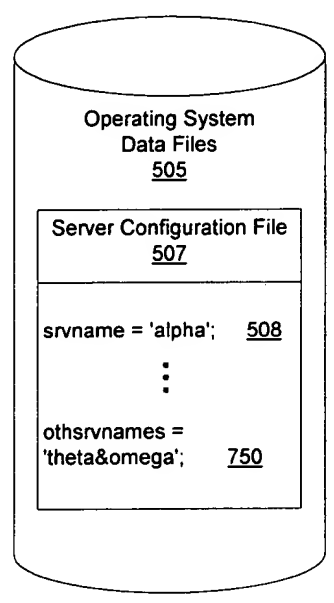 Operating System
Data Files
505
Server Configuration File
507
srvname = 'alpha'; 508
othsrvnames =
'theta&omega'; 750